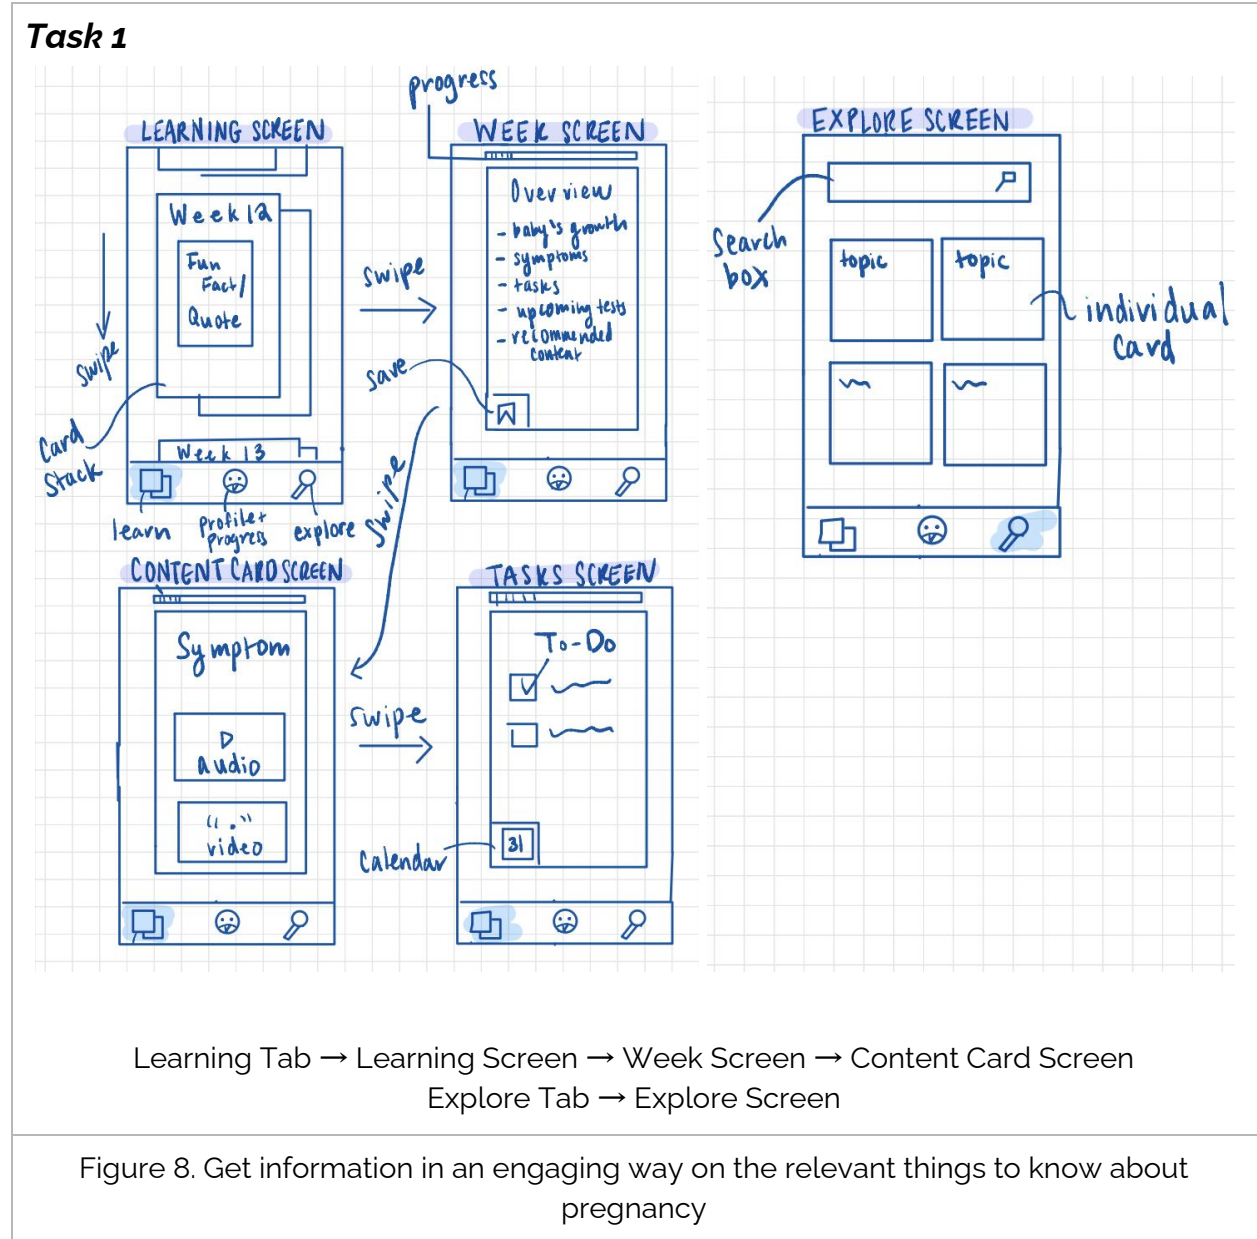 Task 1
progress
LEARNING SCREEN
Week 12
Fun
Fact/
Quote
swipe
Card
Stack
Week 13
learn
Profile +
progress
explore
swipe
WEEK SCREEN
Overview
- baby's growth
- symptoms
- tasks
- upcoming tests
- recommended
content
save
swipe
EXPLORE SCREEN
Search
box
topic
topic
individual
Card
CONTENT CARD SCREEN
Symptom
audio
video
swipe
TASKS SCREEN
To-Do
31
Calendar
Learning Tab → Learning Screen → Week Screen → Content Card Screen
Explore Tab → Explore Screen
Figure 8. Get information in an engaging way on the relevant things to know about
pregnancy